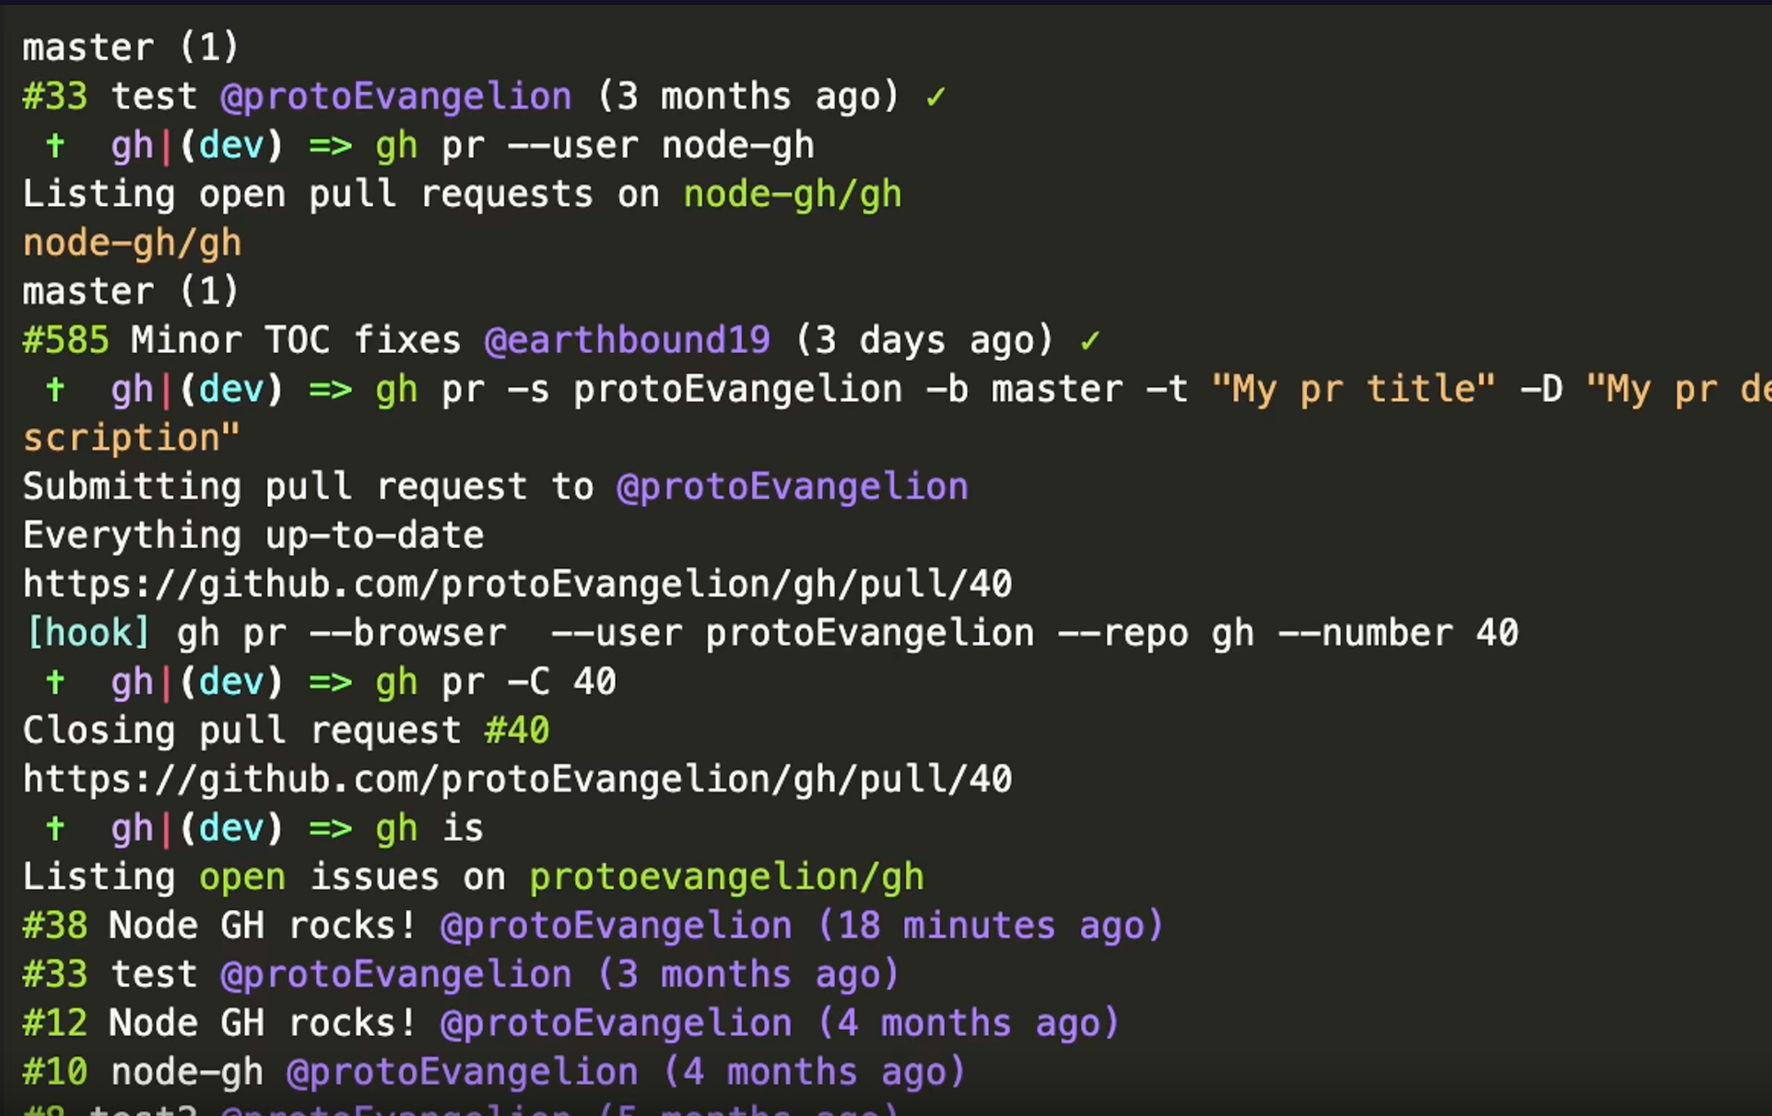 master (1)
#33 test @protoEvangelion (3 months ago) ✓
† gh|(dev) => gh pr --user node-gh
Listing open pull requests on node-gh/gh
node-gh/gh
master (1)
#585 Minor TOC fixes @earthbound19 (3 days ago) ✓
† gh|(dev) => gh pr -s protoEvangelion -b master -t "My pr title" -D "My pr de
scription"
Submitting pull request to @protoEvangelion
Everything up-to-date
https://github.com/protoEvangelion/gh/pull/40
[hook] gh pr --browser  --user protoEvangelion --repo gh --number 40
† gh|(dev) => gh pr -C 40
Closing pull request #40
https://github.com/protoEvangelion/gh/pull/40
† gh|(dev) => gh is
Listing open issues on protoevangelion/gh
#38 Node GH rocks! @protoEvangelion (18 minutes ago)
#33 test @protoEvangelion (3 months ago)
#12 Node GH rocks! @protoEvangelion (4 months ago)
#10 node-gh @protoEvangelion (4 months ago)
@protoEvangelion (5 months ago)